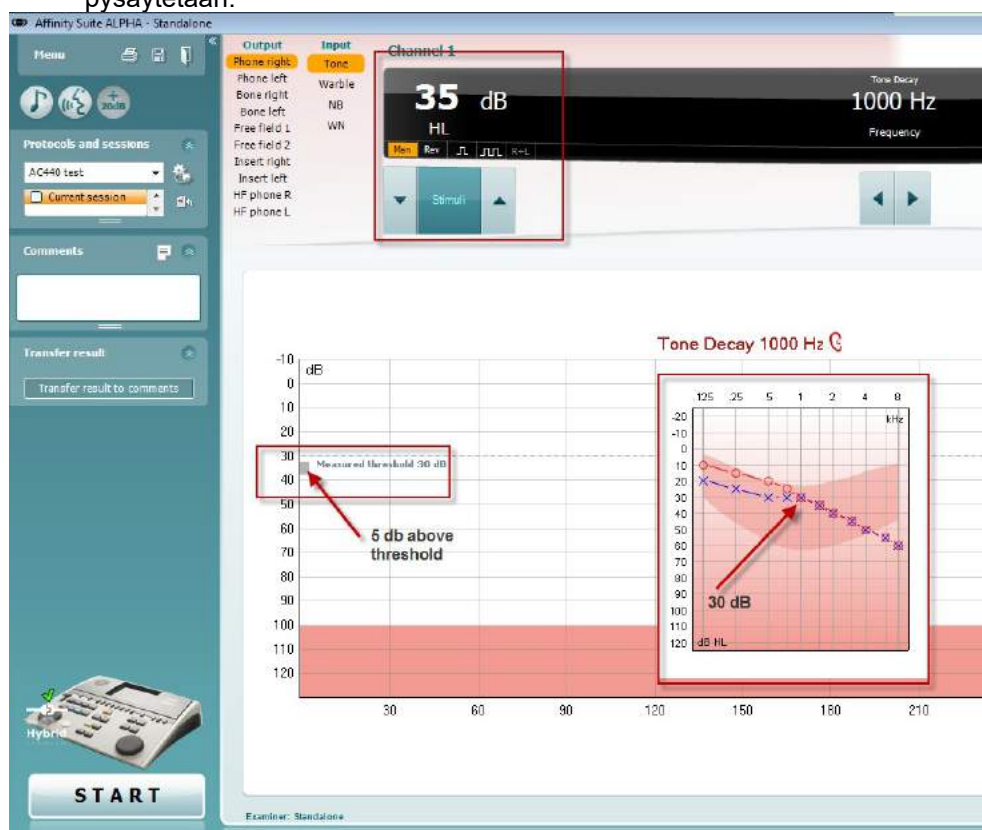 pysäytetään.
Affinity Suite ALPHA - Standalone
Menu
20dB
Protocols and sessions
AC440 test
Current session
Comments
Transfer result
Transfer result to comments
Hybrid
START
Output
Phone right
Phone left
Bone right
Bone left
Free field 1
Free field 2
Insert right
Insert left
HF phone R
HF phone L
Input
Tone
Warble
NB
WN
Channel 1
35 dB
HL
Man Rev R+L
Stimuli
Tone Decay
1000 Hz
Frequency
Tone Decay 1000 Hz
dB
-10
0
10
20
30
40
50
60
70
80
90
100
110
120
Measured threshold 30 dB
5 db above
threshold
30 60 90 120 150 180 210
125 25 5 1 2 4 8
kHz
-20
-10
0
10
20
30
40
50
60
70
80
90
100
110
120
30 dB
dB HL
Examiner: Standalone